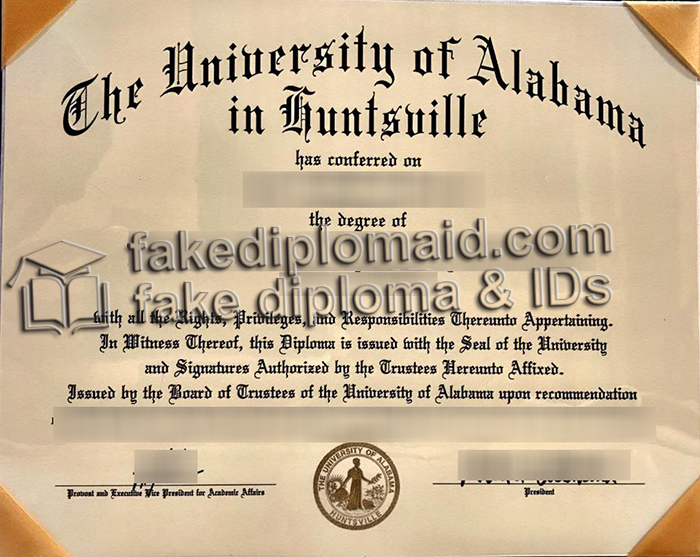 The University of Alabama
in Huntsville
has conferred on
the degree of
fakediplomaid.com
fake diploma & IDs
with all the Rights, Privileges, and Responsibilities Thereunto Appertaining.
In Witness Thereof, this Diploma is issued with the Seal of the University
and Signatures Authorized by the Trustees Hereunto Affixed.
Issued by the Board of Trustees of the University of Alabama upon recommendation
THE UNIVERSITY OF ALABAMA
HUNTSVILLE
Provost and Executive Vice President for Academic Affairs
President